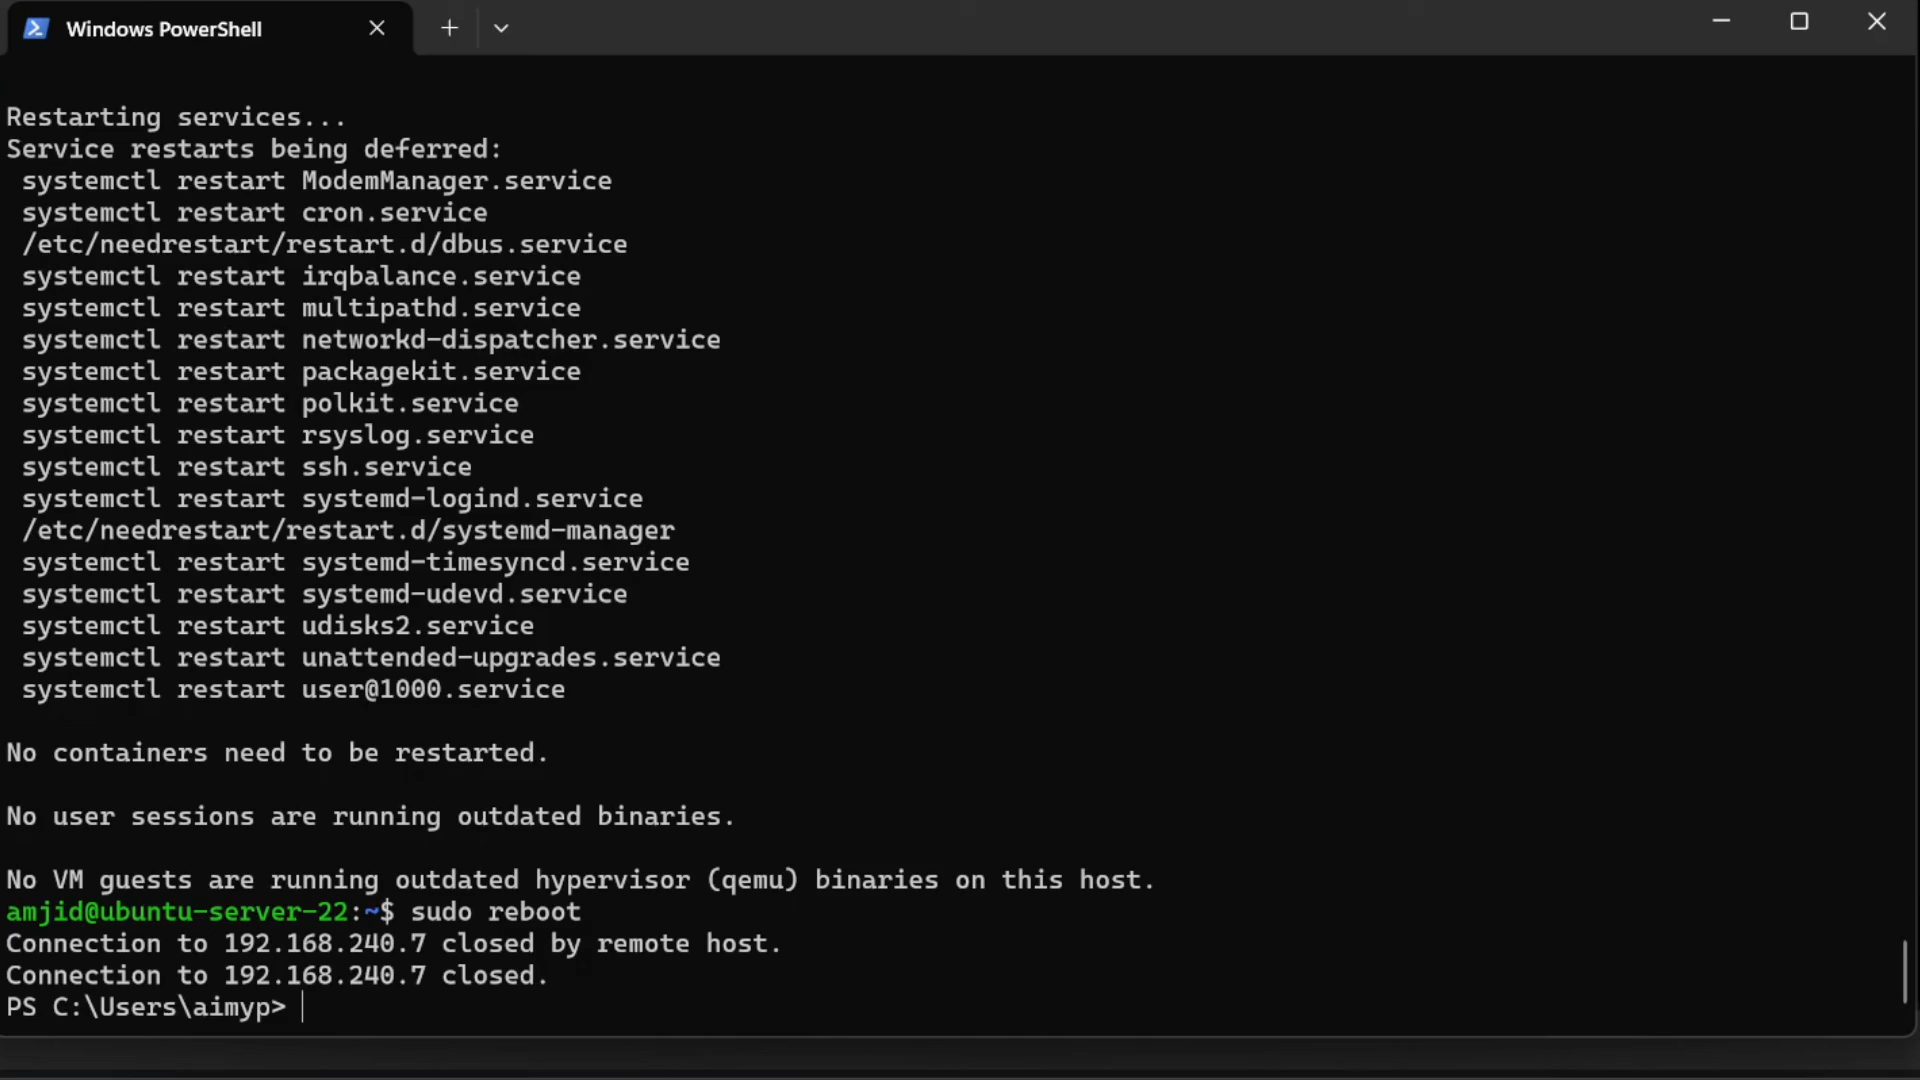 Windows PowerShell
Restarting services...
Service restarts being deferred:
systemctl restart ModemManager.service
systemctl restart cron.service
/etc/needrestart/restart.d/dbus.service
systemctl restart irqbalance.service
systemctl restart multipathd.service
systemctl restart networkd-dispatcher.service
systemctl restart packagekit.service
systemctl restart polkit.service
systemctl restart rsyslog.service
systemctl restart ssh.service
systemctl restart systemd-logind.service
/etc/needrestart/restart.d/systemd-manager
systemctl restart systemd-timesyncd.service
systemctl restart systemd-udevd.service
systemctl restart udisks2.service
systemctl restart unattended-upgrades.service
systemctl restart user@1000.service
No containers need to be restarted.
No user sessions are running outdated binaries.
No VM guests are running outdated hypervisor (qemu) binaries on this host.
amjid@ubuntu-server-22:~$ sudo reboot
Connection to 192.168.240.7 closed by remote host.
Connection to 192.168.240.7 closed.
PS C:\Users\aimyp>